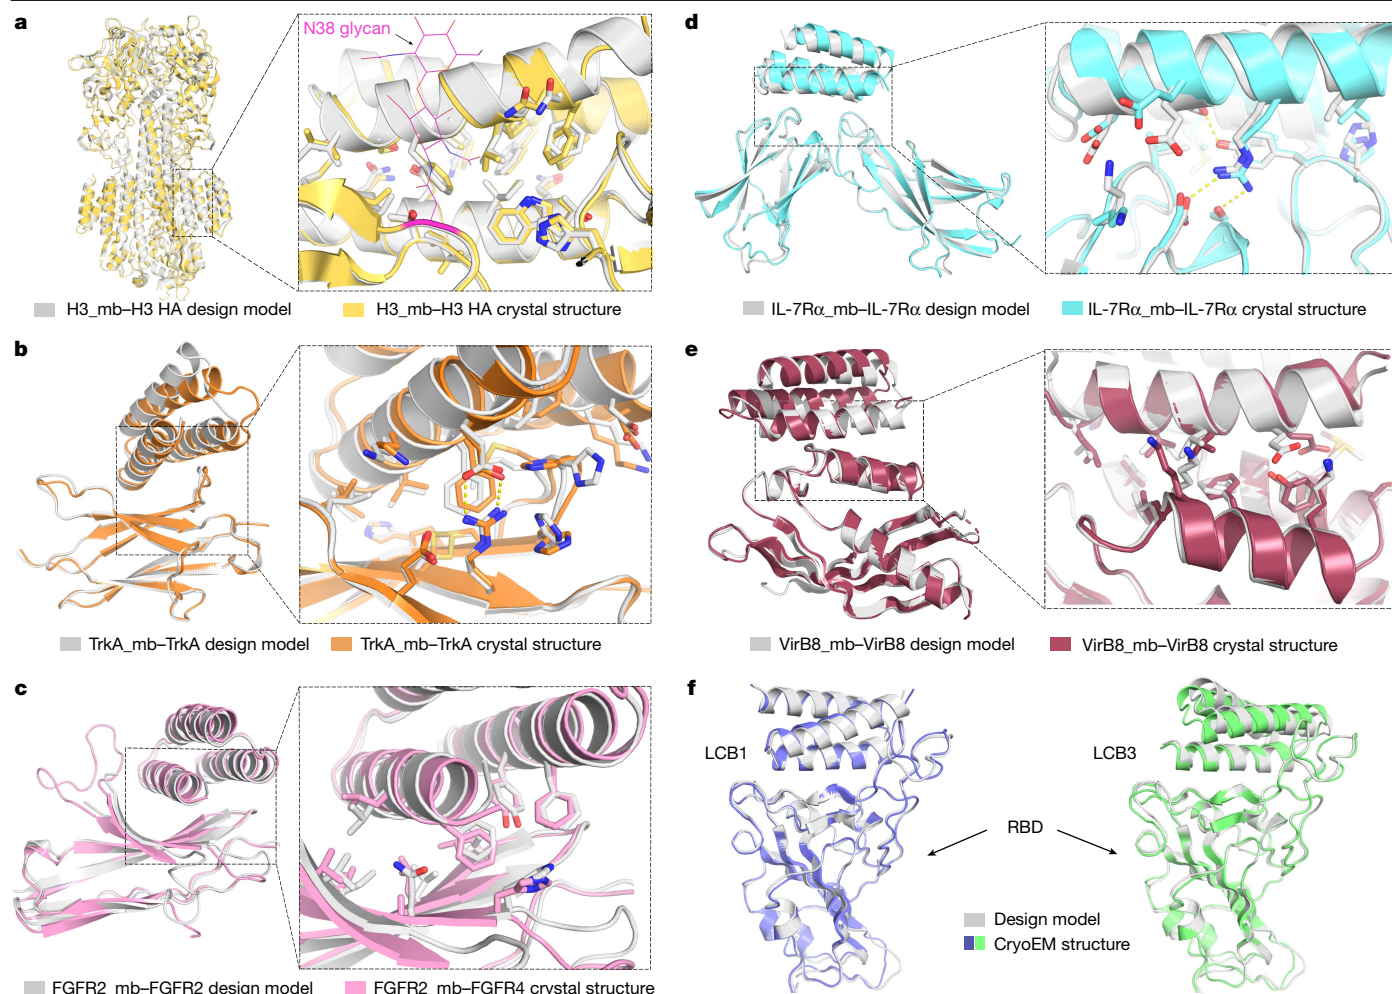 a
N38 glycan
H3_mb–H3 HA design model
H3_mb–H3 HA crystal structure
b
TrkA_mb–TrkA design model
TrkA_mb–TrkA crystal structure
c
FGFR2_mb–FGFR2 design model
FGFR2_mb–FGFR4 crystal structure
d
IL-7Rα_mb–IL-7Rα design model
IL-7Rα_mb–IL-7Rα crystal structure
e
VirB8_mb–VirB8 design model
VirB8_mb–VirB8 crystal structure
f
LCB1
LCB3
RBD
Design model
CryoEM structure